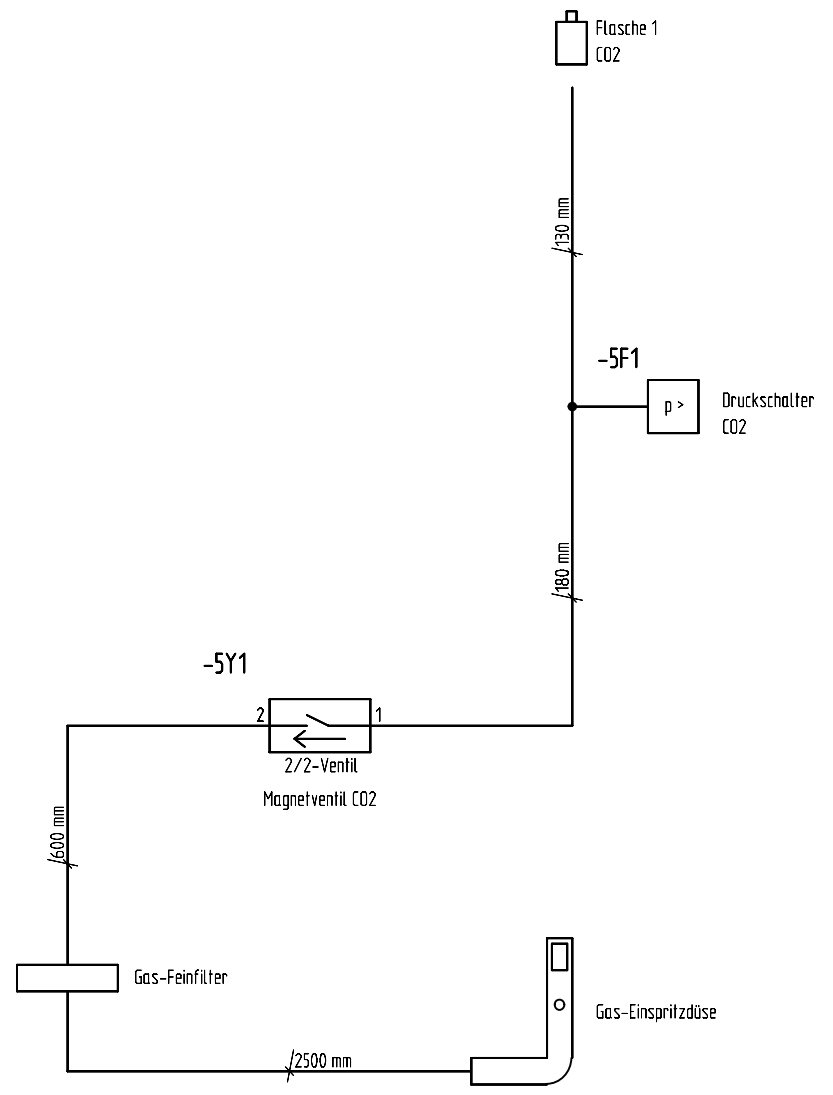 Flasche 1
CO2
130 mm
-5F1
p >
Druckschalter
CO2
180 mm
-5Y1
2
1
2/2-Ventil
Magnetventil CO2
600 mm
Gas-Feinfilter
Gas-Einspritzdüse
2500 mm